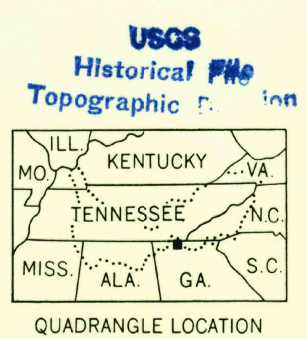 USGS
Historical File
Topographic
ILL.
MO.
KENTUCKY
VA.
TENNESSEE
N.C.
MISS.
ALA.
GA.
S.C.
QUADRANGLE LOCATION